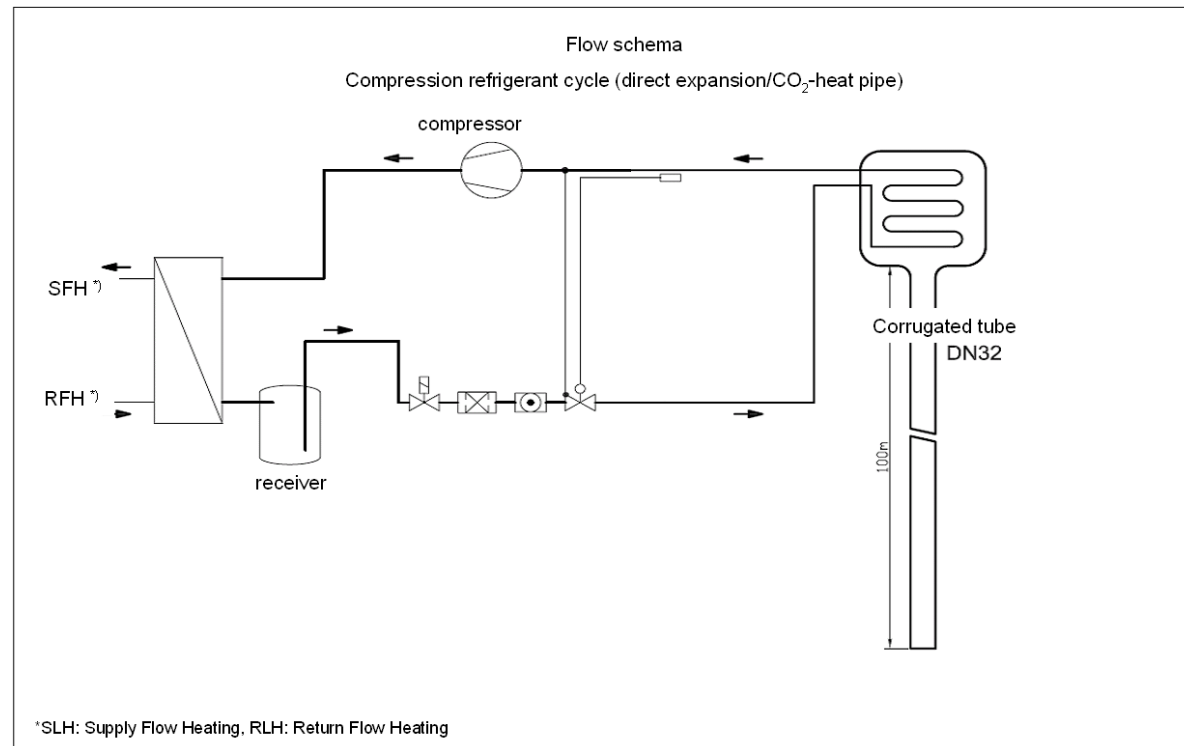 Flow schema
Compression refrigerant cycle (direct expansion/CO₂-heat pipe)
compressor
SFH *)
Corrugated tube
DN32
RFH *)
100m
receiver
*SLH: Supply Flow Heating, RLH: Return Flow Heating